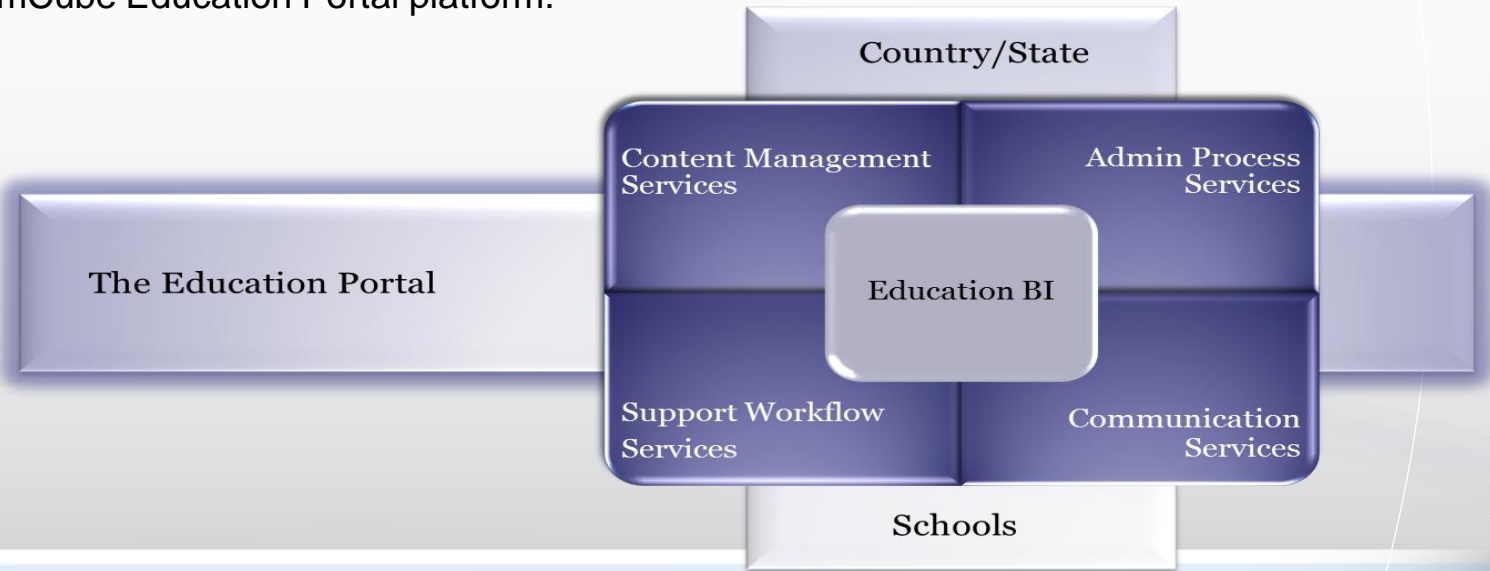 Education Portal platform.
Country/State
Content Management
Services
Admin Process
Services
The Education Portal
Education BI
Support Workflow
Services
Communication
Services
Schools